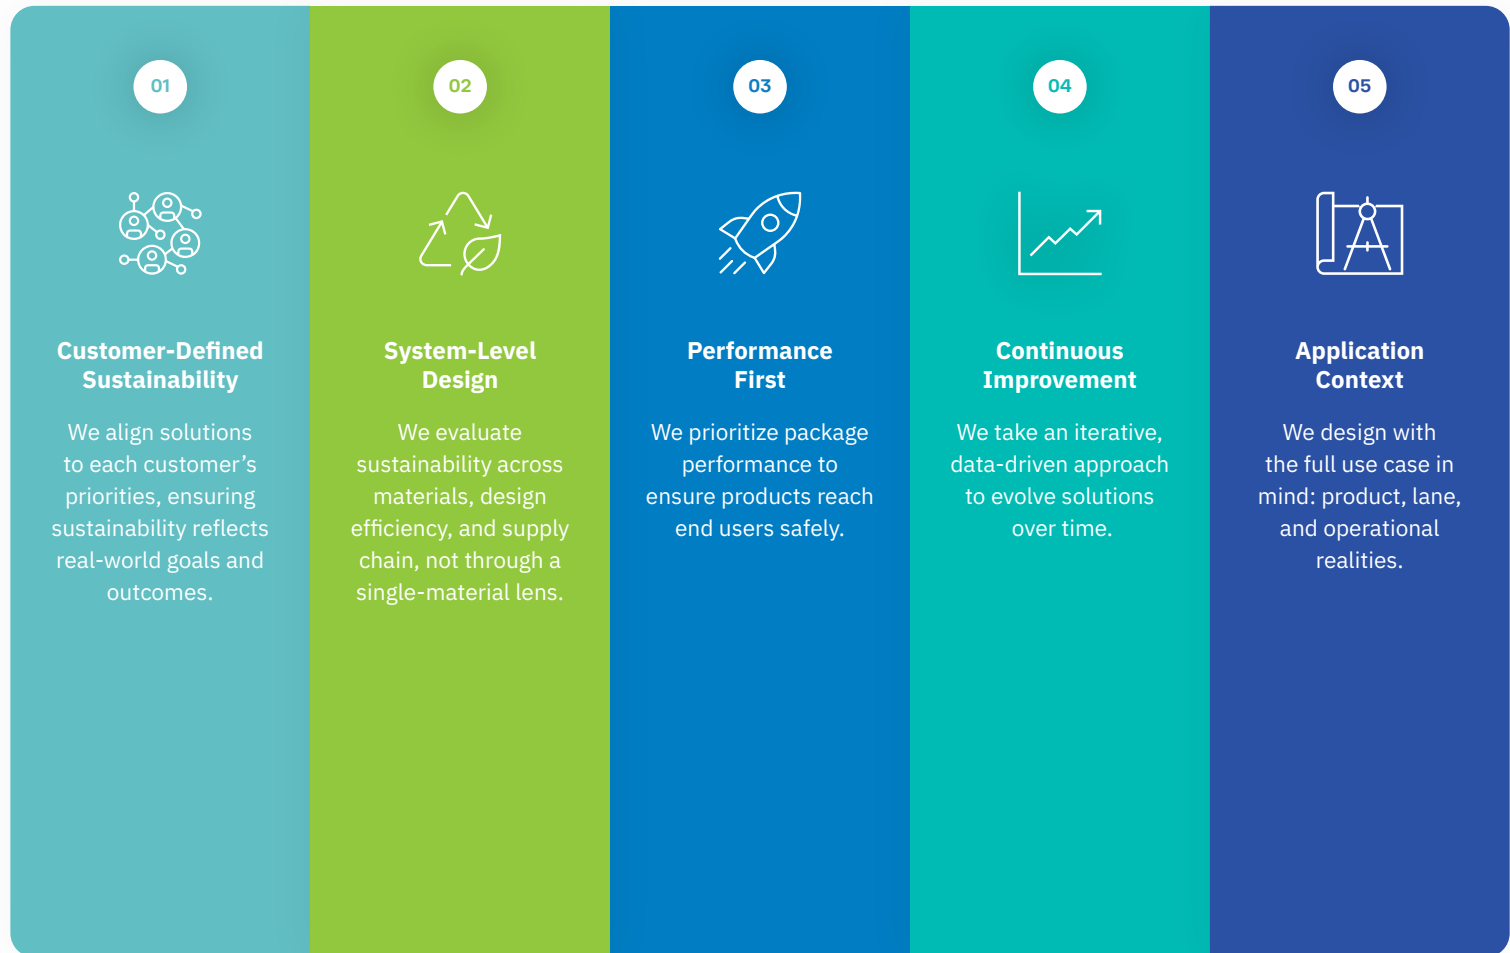 01
Customer-Defined
Sustainability
We align solutions
to each customer’s
priorities, ensuring
sustainability reflects
real-world goals and
outcomes.
02
System-Level
Design
We evaluate
sustainability across
materials, design
efficiency, and supply
chain, not through a
single-material lens.
03
Performance
First
We prioritize package
performance to
ensure products reach
end users safely.
04
Continuous
Improvement
We take an iterative,
data-driven approach
to evolve solutions
over time.
05
Application
Context
We design with
the full use case in
mind: product, lane,
and operational
realities.